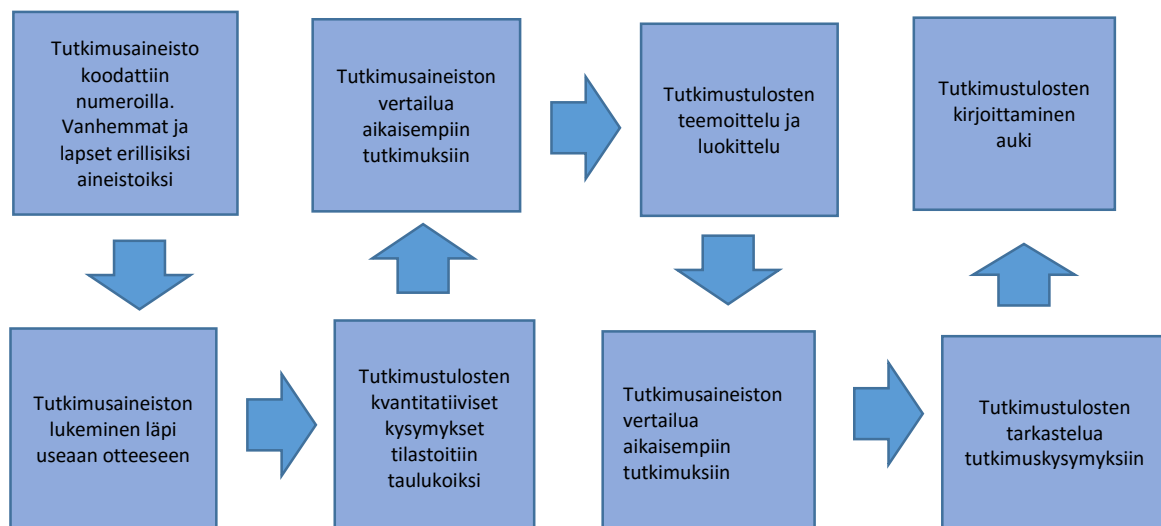 Tutkimusaineisto
koodattiin
numeroilla.
Vanhemmat ja
lapset erillisiksi
aineistoiksi
Tutkimusaineiston
lukeminen läpi
useaan otteeseen
Tutkimustulosten
kvantitatiiviset
kysymykset
tilastoitiin
taulukoiksi
Tutkimusaineiston
vertailua
aikaisempiin
tutkimuksiin
Tutkimustulosten
teemoittelu ja
luokittelu
Tutkimusaineiston
vertailua
aikaisempiin
tutkimuksiin
Tutkimustulosten
tarkastelua
tutkimuskysymyksiin
Tutkimustulosten
kirjoittaminen
auki